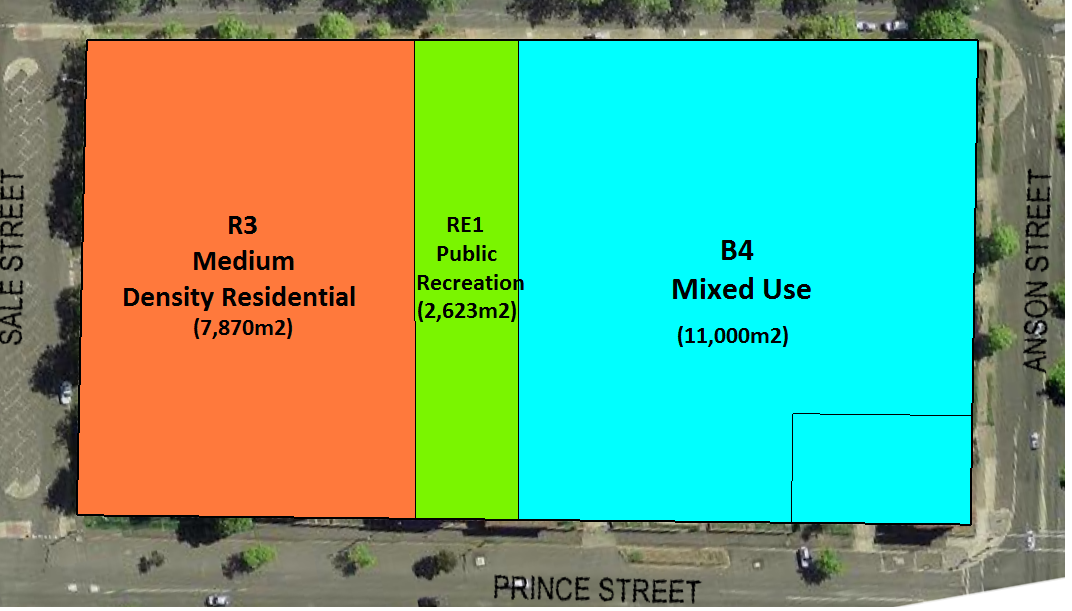 SALE STREET
R3
Medium
Density Residential
(7,870m2)
RE1
Public
Recreation
(2,623m2)
B4
Mixed Use
(11,000m2)
ANSON STREET
PRINCE STREET